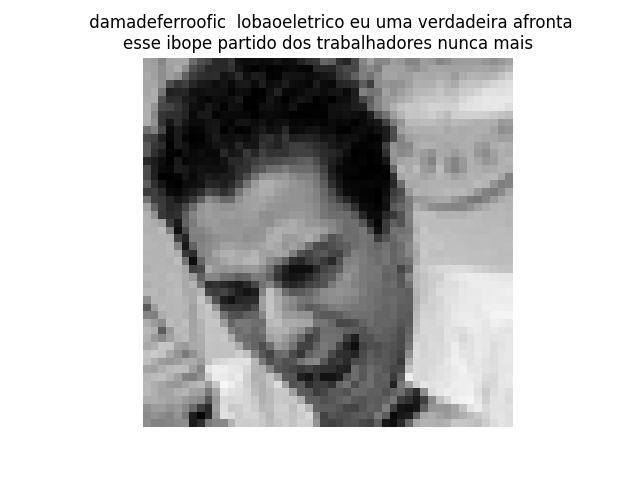 damadeferroofic lobaoeletrico eu uma verdadeira afronta
esse ibope partido dos trabalhadores nunca mais